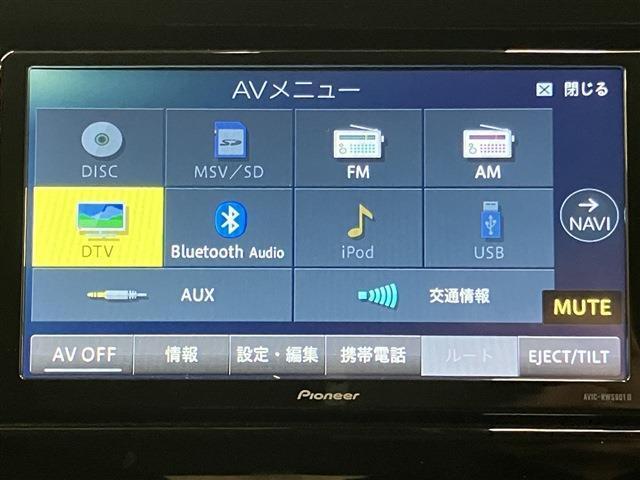 AVメニュー
閉じる
DISC
MSV／SD
FM
AM
DTV
Bluetooth Audio
iPod
USB
NAVI
AUX
交通情報
MUTE
AV OFF
情報
設定・編集
携帯電話
ルート
EJECT/TILT
Pioneer